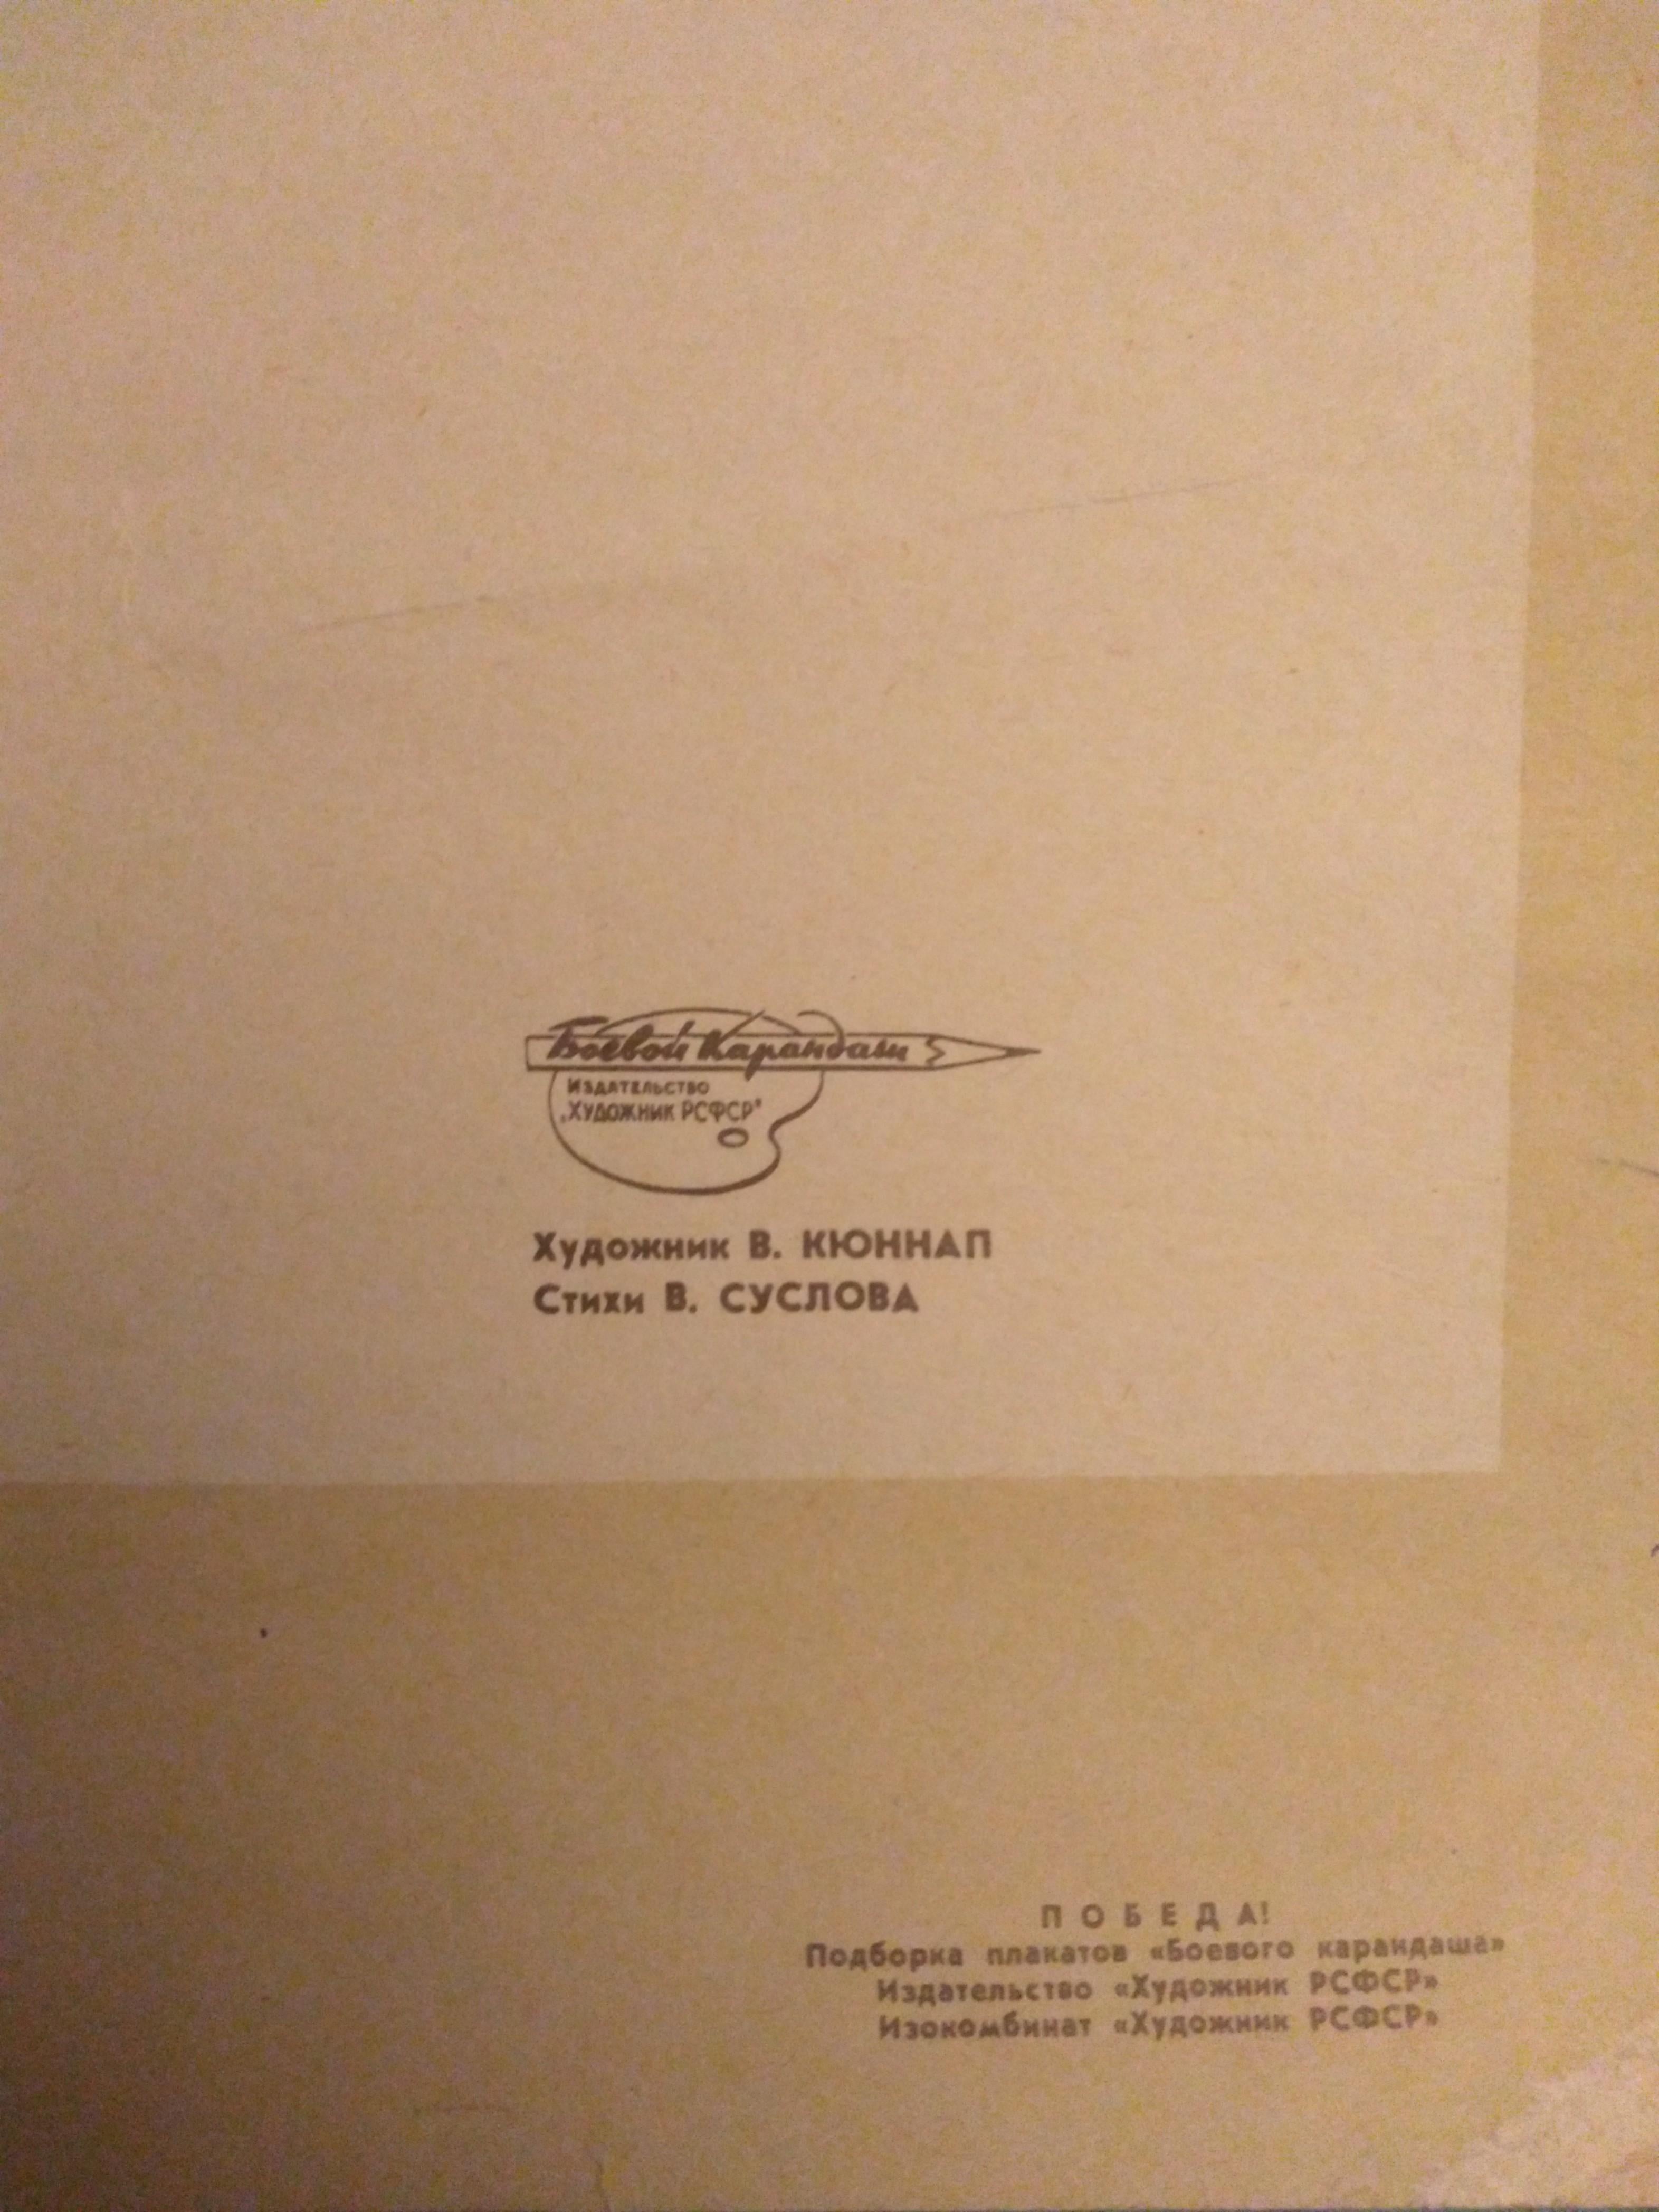 Боевой Карандаш
ИЗДАТЕЛЬСТВО
„ХУДОЖНИК РСФСР"
Художник В. КЮННАП
Стихи В. СУСЛОВА
ПОБЕДА!
Подборка плакатов «Боевого карандаша»
Издательство «Художник РСФСР»
Изокомбинат «Художник РСФСР»